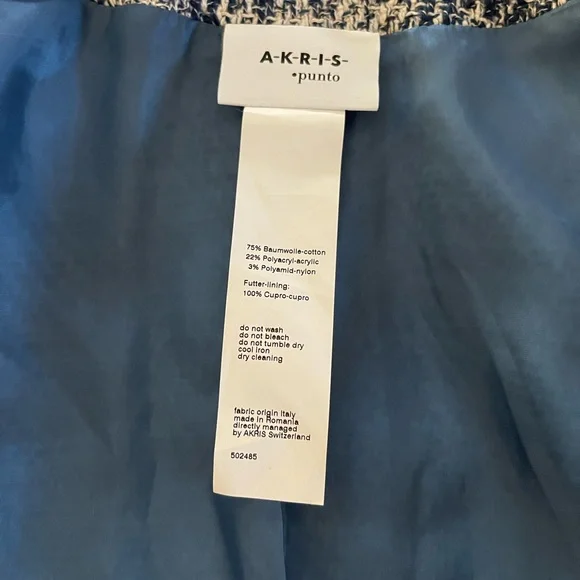 A-K-R-I-S-
•punto
75% Baumwolle-cotton
22% Polyacryl-acrylic
3% Polyamid-nylon
Futter-lining:
100% Cupro-cupro
do not wash
do not bleach
do not tumble dry
cool iron
dry cleaning
fabric origin Italy
made in Romania
directly managed
by AKRIS Switzerland
502485